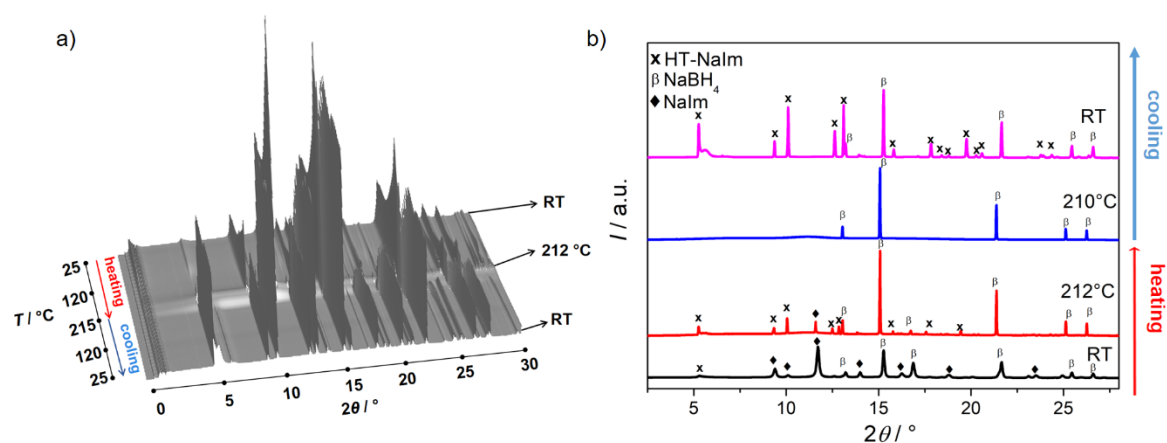 a)
RT
212 °C
RT
25
120
215
120
25
T / °C
heating
cooling
0
5
10
15
20
25
30
2θ / °
b)
x HT-NaIm
β NaBH₄
♦ NaIm
RT
210°C
212°C
RT
x
x
x
x
x
β
β
x
x
x
x
x
x
x
β
x
x
β
β
β
β
β
β
β
x
x
x
♦
x
x
β
β
x
β
x
x
β
β
β
x
♦
♦
♦
β
♦
β
♦
β
♦
β
♦
β
β
I / a.u.
5
10
15
20
25
2θ / °
cooling
heating